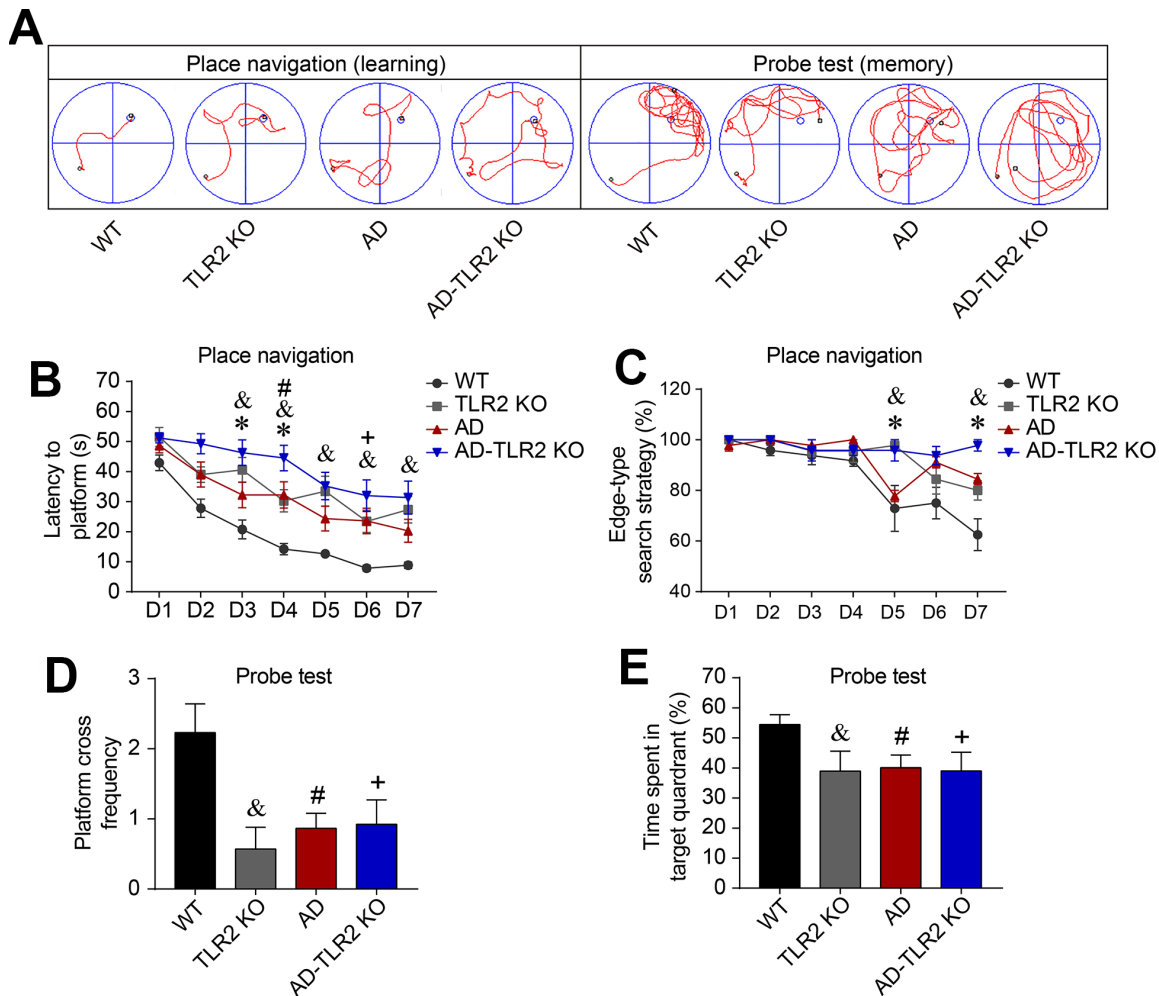 A
Place navigation (learning)
Probe test (memory)
WT
TLR2 KO
AD
AD-TLR2 KO
WT
TLR2 KO
AD
AD-TLR2 KO
B
Place navigation
Latency to
platform (s)
70
60
50
40
30
20
10
0
D1 D2 D3 D4 D5 D6 D7
&
*
#
&
*
&
+
&
&
WT
TLR2 KO
AD
AD-TLR2 KO
C
Place navigation
Edge-type
search strategy (%)
120
100
80
60
40
D1 D2 D3 D4 D5 D6 D7
&
*
&
*
WT
TLR2 KO
AD
AD-TLR2 KO
D
Probe test
Platform cross
frequency
3
2
1
0
&
#
+
WT
TLR2 KO
AD
AD-TLR2 KO
E
Probe test
Time spent in
target quardrant (%)
70
60
50
40
30
20
10
0
&
#
+
WT
TLR2 KO
AD
AD-TLR2 KO